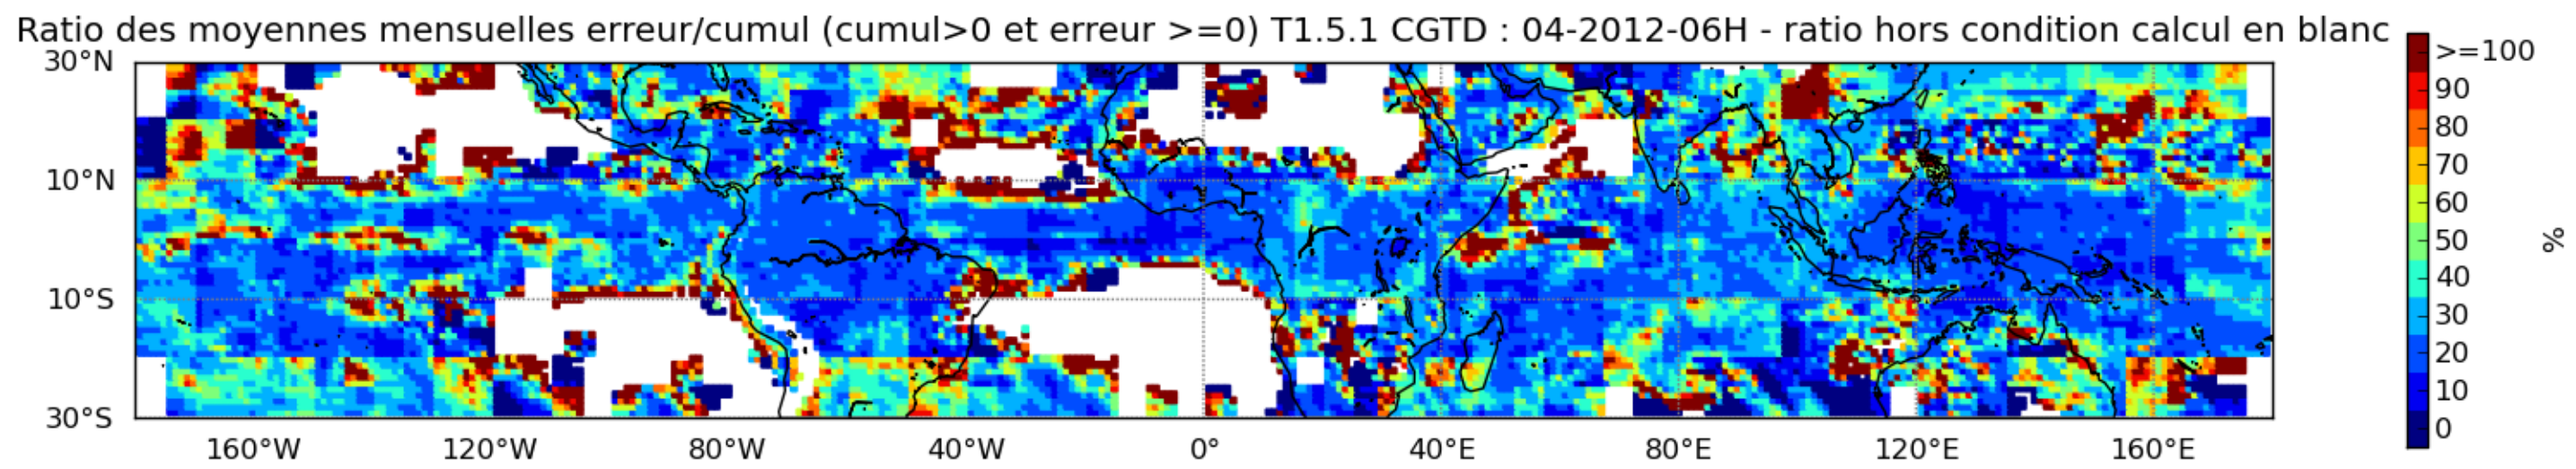 Ratio des moyennes mensuelles erreur/cumul (cumul>0 et erreur >=0) T1.5.1 CGTD : 04-2012-06H - ratio hors condition calcul en blanc
30°N
10°N
10°S
30°S
160°W 120°W 80°W 40°W 0° 40°E 80°E 120°E 160°E
>=100
90
80
70
60
50
40
30
20
10
0
%